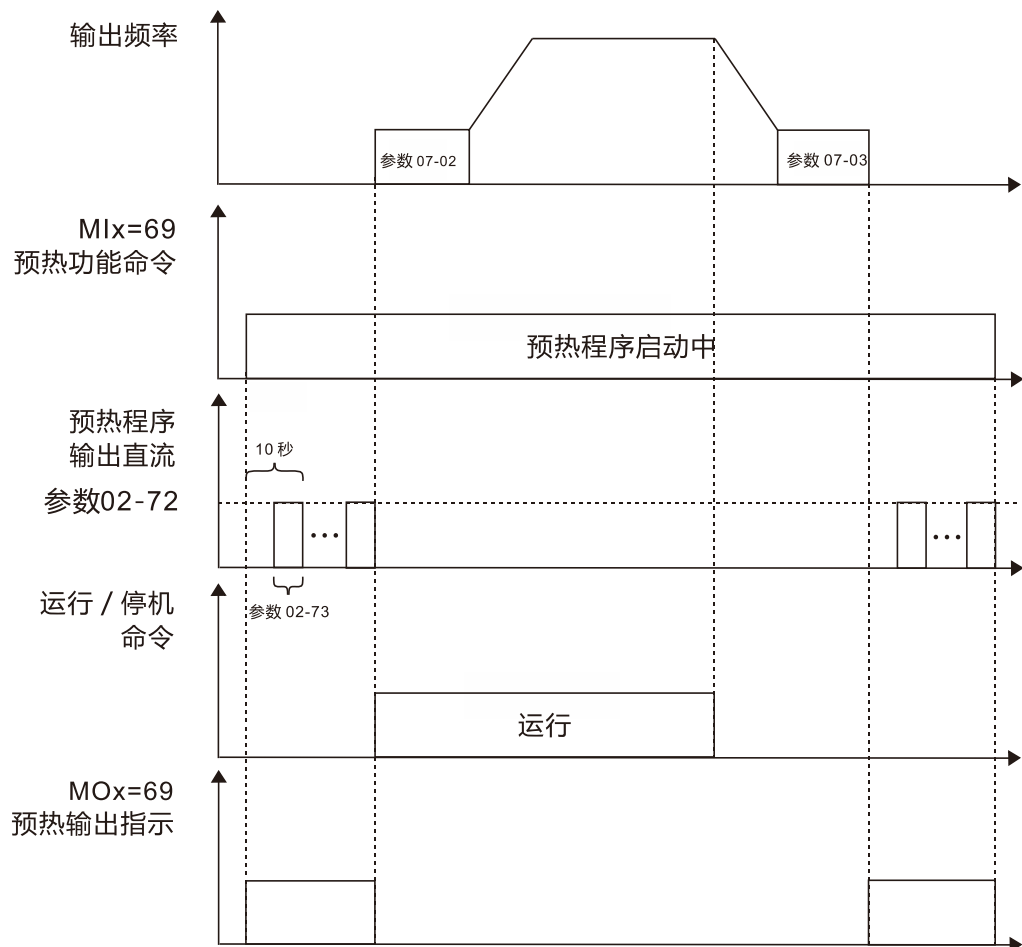 输出频率
参数 07-02
参数 07-03
MIx=69
预热功能命令
预热程序启动中
预热程序
输出直流
10 秒
参数02-72
参数 02-73
运行 / 停机
命令
运行
MOx=69
预热输出指示